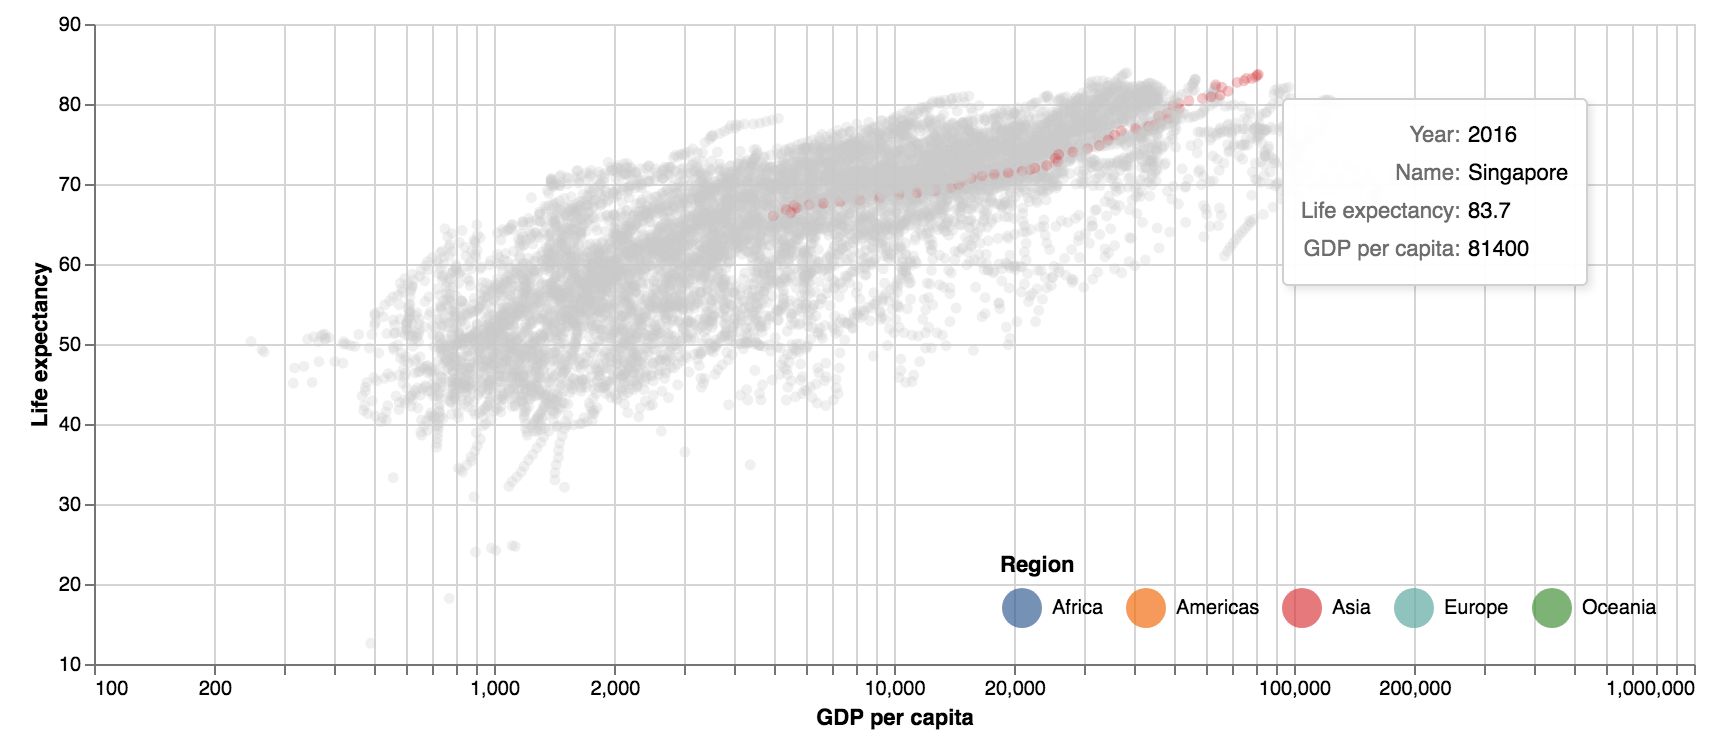 90
80
70
60
50
40
30
20
10
Life expectancy
Year: 2016
Name: Singapore
Life expectancy: 83.7
GDP per capita: 81400
Region
Africa Americas Asia Europe Oceania
100 200 1,000 2,000 10,000 20,000 100,000 200,000 1,000,000
GDP per capita